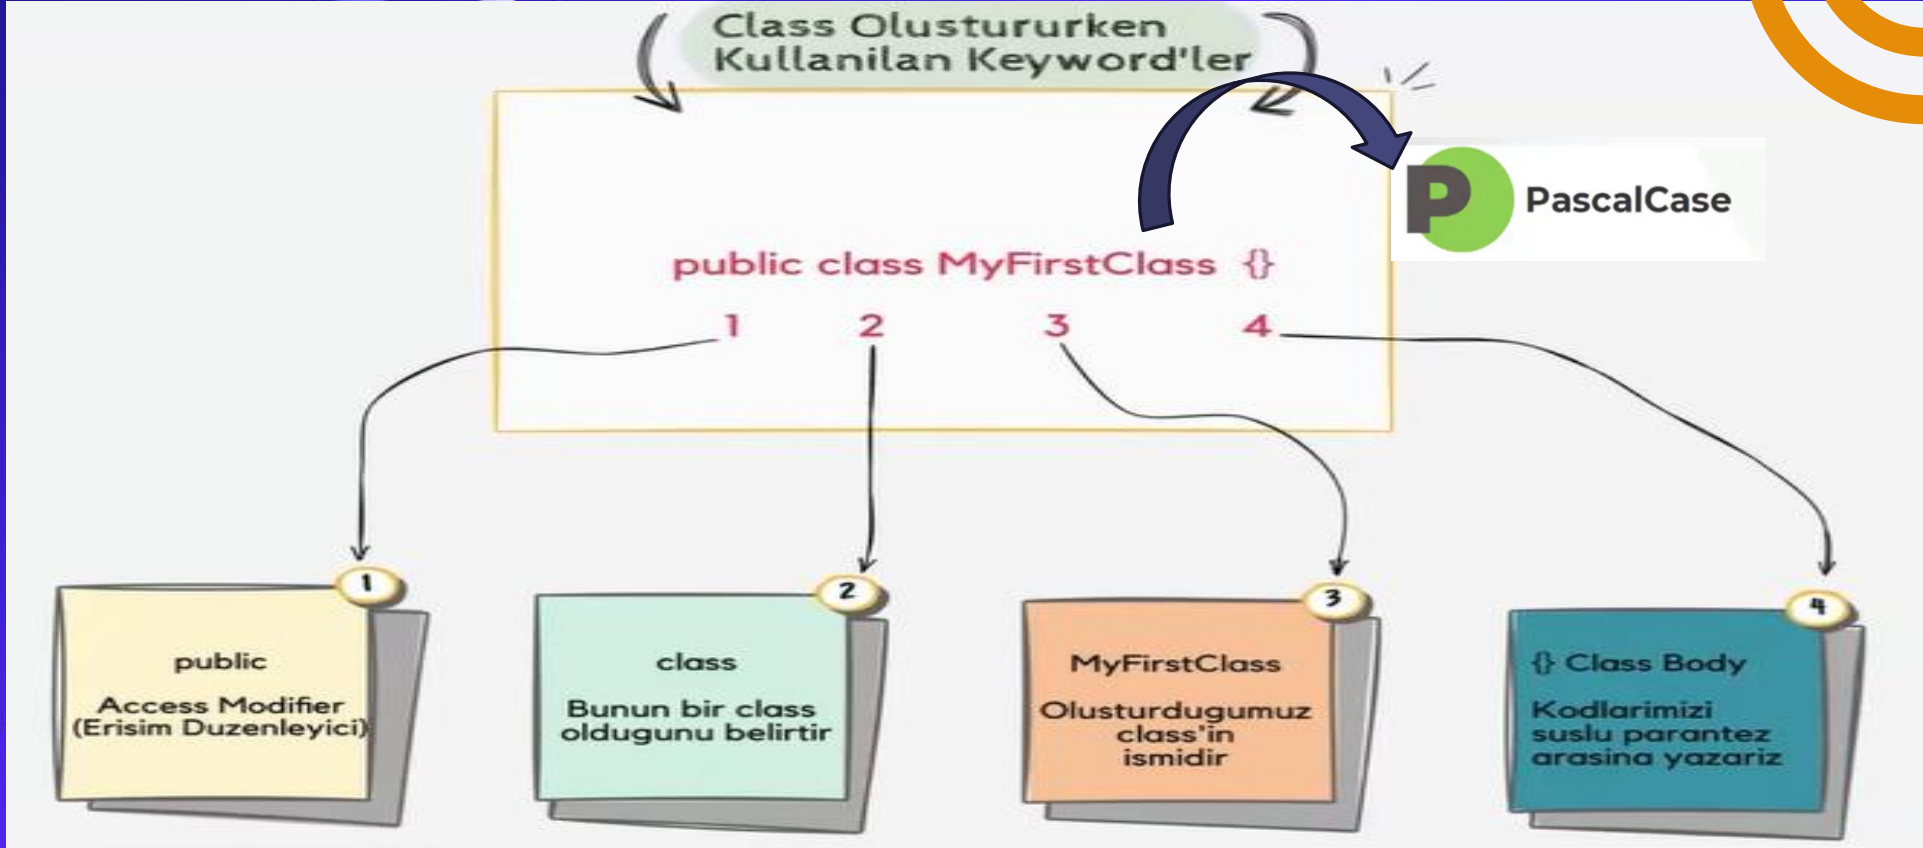 Class Olustururken
Kullanilan Keyword'ler
P PascalCase
public class MyFirstClass {}
1 2 3 4
1
public
Access Modifier
(Erisim Duzenleyici)
2
class
Bunun bir class
oldugunu belirtir
3
MyFirstClass
Olusturdugumuz
class'in
ismidir
4
{} Class Body
Kodlarimizi
suslu parantez
arasina yazariz